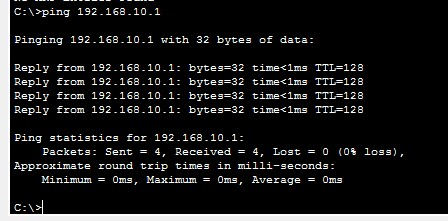 C:\>ping 192.168.10.1
Pinging 192.168.10.1 with 32 bytes of data:
Reply from 192.168.10.1: bytes=32 time<1ms TTL=128
Reply from 192.168.10.1: bytes=32 time<1ms TTL=128
Reply from 192.168.10.1: bytes=32 time<1ms TTL=128
Reply from 192.168.10.1: bytes=32 time<1ms TTL=128
Ping statistics for 192.168.10.1:
Packets: Sent = 4, Received = 4, Lost = 0 (0% loss),
Approximate round trip times in milli-seconds:
Minimum = 0ms, Maximum = 0ms, Average = 0ms
C:\>